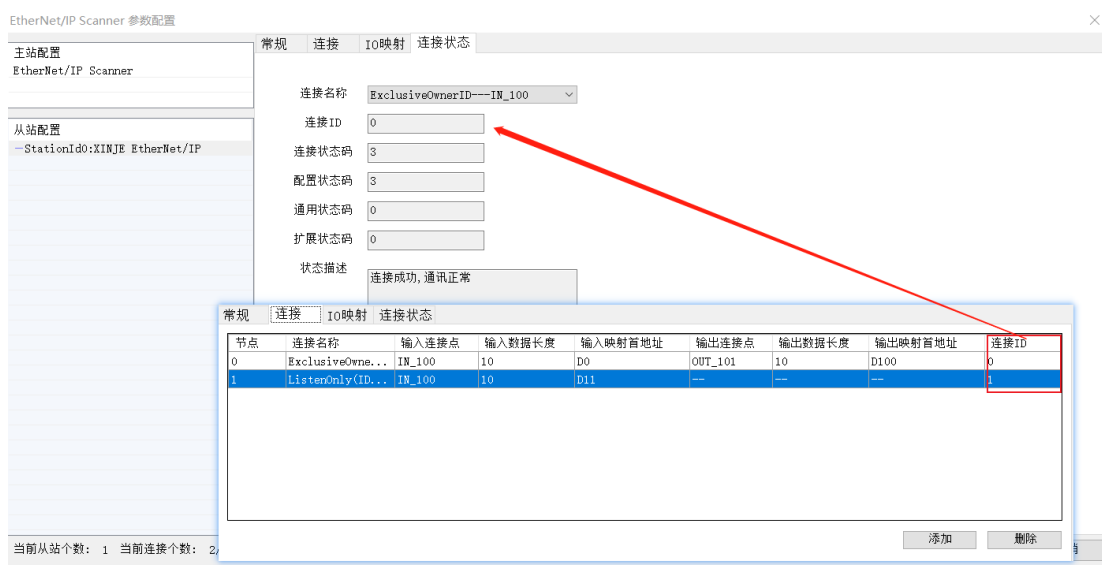 EtherNet/IP Scanner 参数配置
主站配置
EtherNet/IP Scanner
从站配置
StationId0:XINJE EtherNet/IP
常规 连接 IO映射 连接状态
连接名称 ExclusiveOwnerID---IN_100
连接ID 0
连接状态码 3
配置状态码 3
通用状态码 0
扩展状态码 0
状态描述 连接成功,通讯正常
常规 连接 IO映射 连接状态
节点 连接名称 输入连接点 输入数据长度 输入映射首地址 输出连接点 输出数据长度 输出映射首地址 连接ID
0 ExclusiveOwne... IN_100 10 D0 OUT_101 10 D100 0
1 ListenOnly(ID... IN_100 10 D11 -- -- -- 1
添加 删除
当前从站个数: 1 当前连接个数: 2/